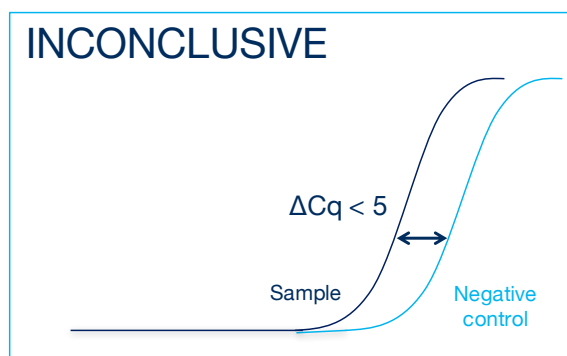 INCONCLUSIVE
ΔCq < 5
Sample
Negative
control